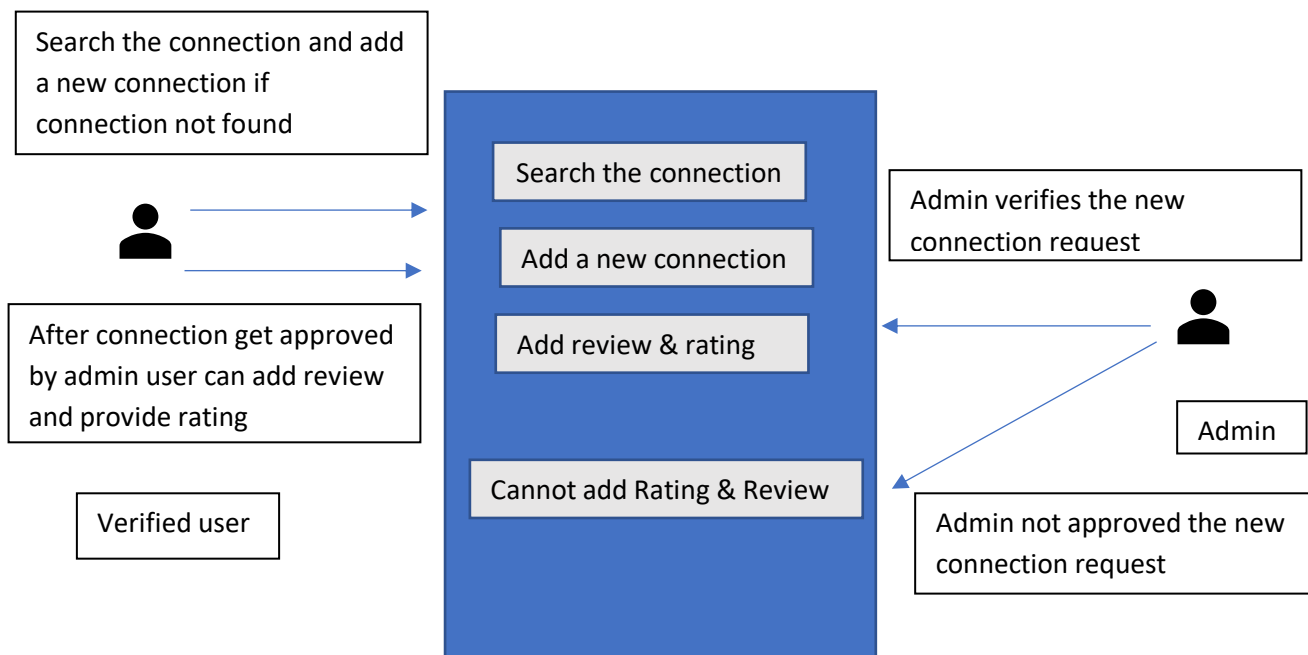 Search the connection and add
a new connection if
connection not found
After connection get approved
by admin user can add review
and provide rating
Verified user
Search the connection
Add a new connection
Add review & rating
Cannot add Rating & Review
Admin verifies the new
connection request
Admin
Admin not approved the new
connection request